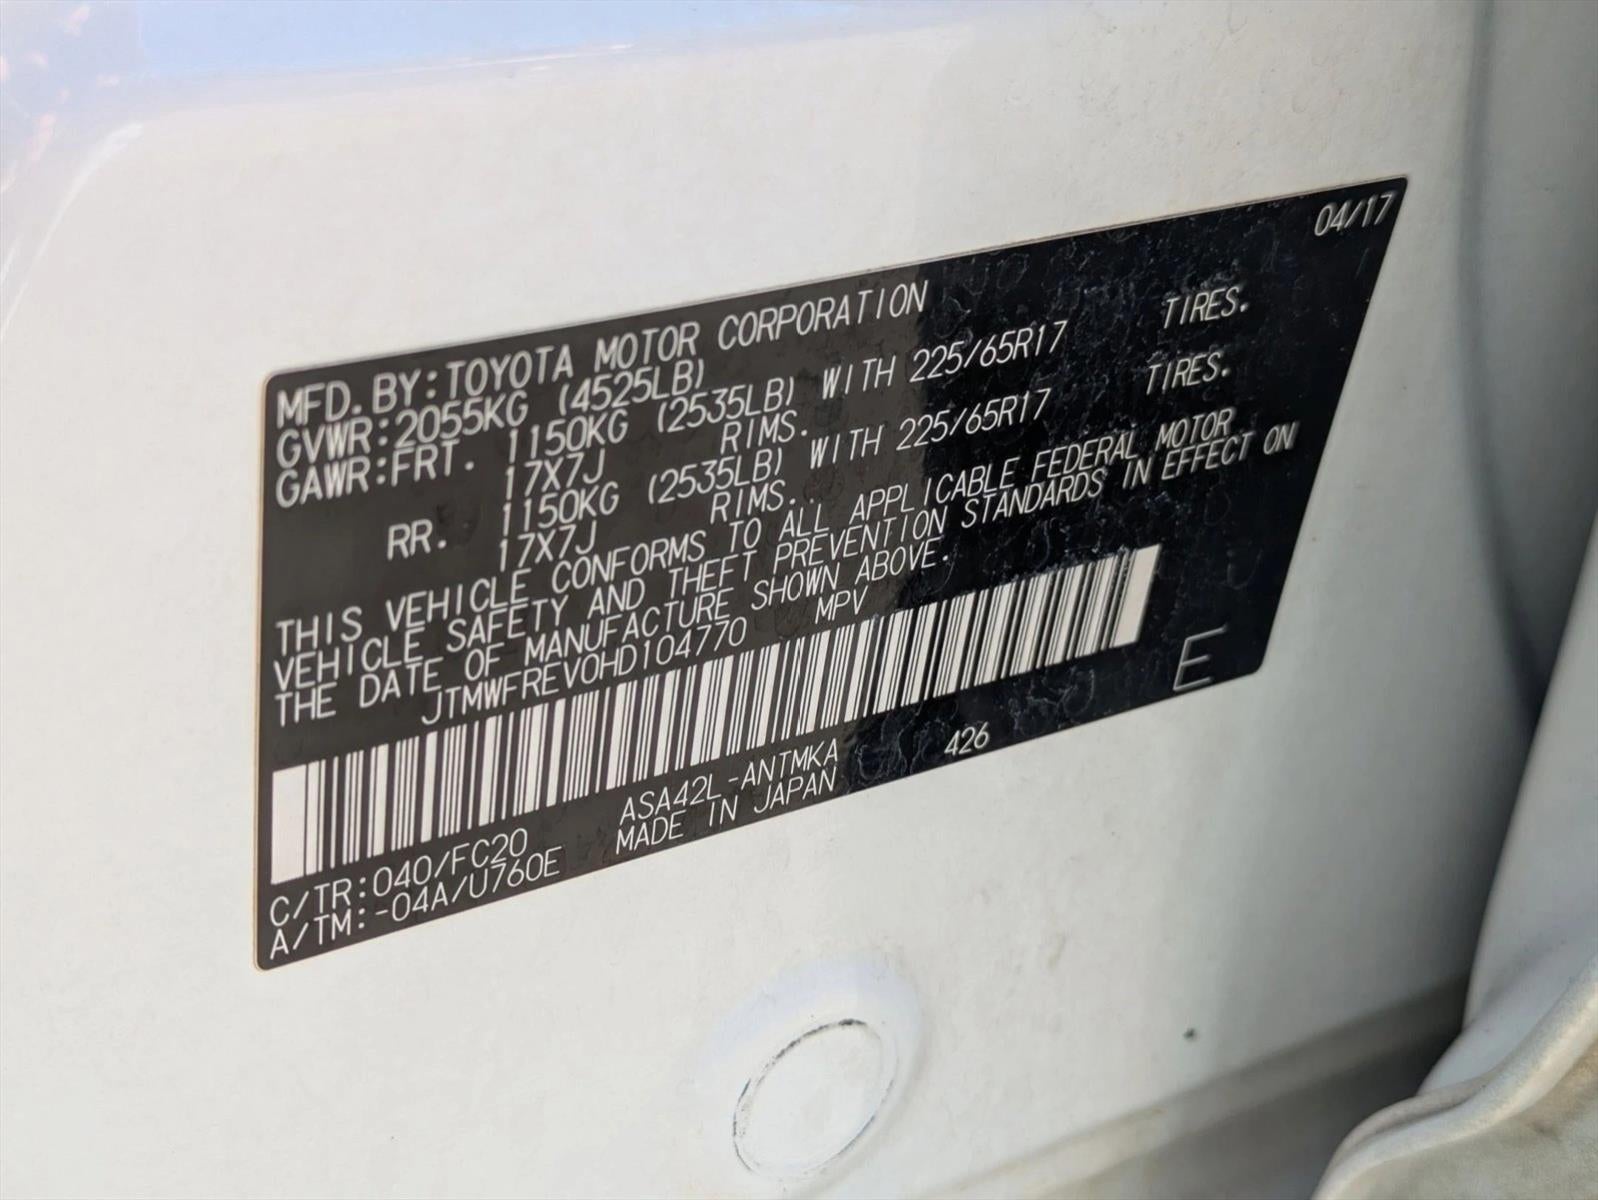 04/17
MFD.BY:TOYOTA MOTOR CORPORATION
GVWR:2055KG (4525LB)
GAWR:FRT. 1150KG (2535LB) WITH 225/65R17 TIRES.
17X7J RIMS.
RR. 1150KG (2535LB) WITH 225/65R17 TIRES.
17X7J RIMS.
THIS VEHICLE CONFORMS TO ALL APPLICABLE FEDERAL MOTOR
VEHICLE SAFETY AND THEFT PREVENTION STANDARDS IN EFFECT ON
THE DATE OF MANUFACTURE SHOWN ABOVE.
JTMWFREV0HD104770 MPV
E
C/TR:040/FC20 ASA42L-ANTMKA 426
A/TM:-04A/U760E MADE IN JAPAN